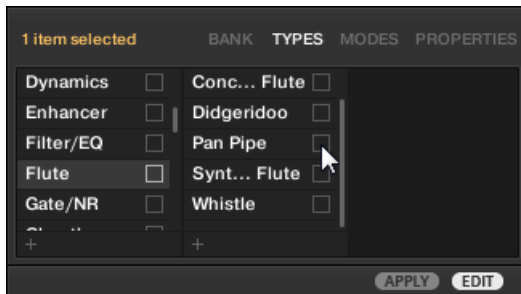 1 item selected BANK TYPES MODES PROPERTIES
Dynamics Conc... Flute
Enhancer Didgeridoo
Filter/EQ Pan Pipe
Flute Synt... Flute
Gate/NR Whistle
+ +
APPLY EDIT